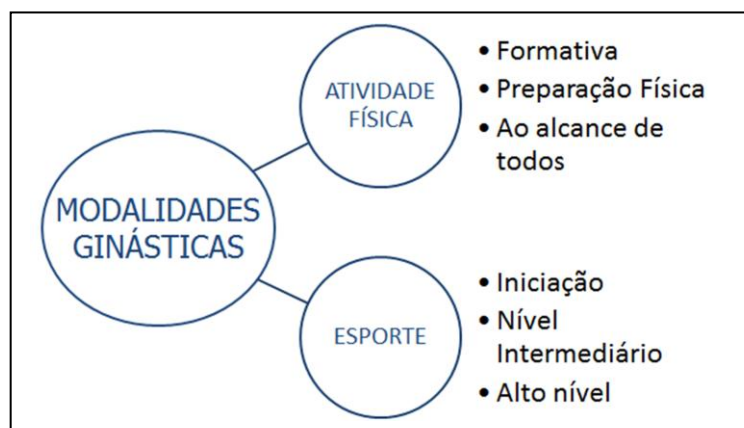 MODALIDADES
GINÁSTICAS
ATIVIDADE
FÍSICA
• Formativa
• Preparação Física
• Ao alcance de
todos
ESPORTE
• Iniciação
• Nível
Intermediário
• Alto nível